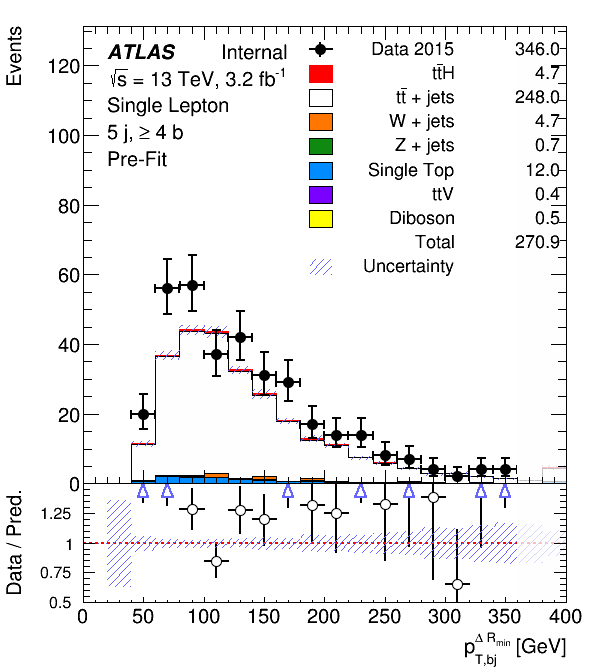 Events
ATLAS Internal
√s = 13 TeV, 3.2 fb⁻¹
Single Lepton
5 j, ≥ 4 b
Pre-Fit
Data 2015 346.0
tt̄H 4.7
tt̄ + jets 248.0
W + jets 4.7
Z + jets 0.7
Single Top 12.0
ttV 0.4
Diboson 0.5
Total 270.9
Uncertainty
120
100
80
60
40
20
0
Data / Pred.
1.25
1
0.75
0.5
0 50 100 150 200 250 300 350 400
p_{T,bj}^{Δ R_{min}} [GeV]